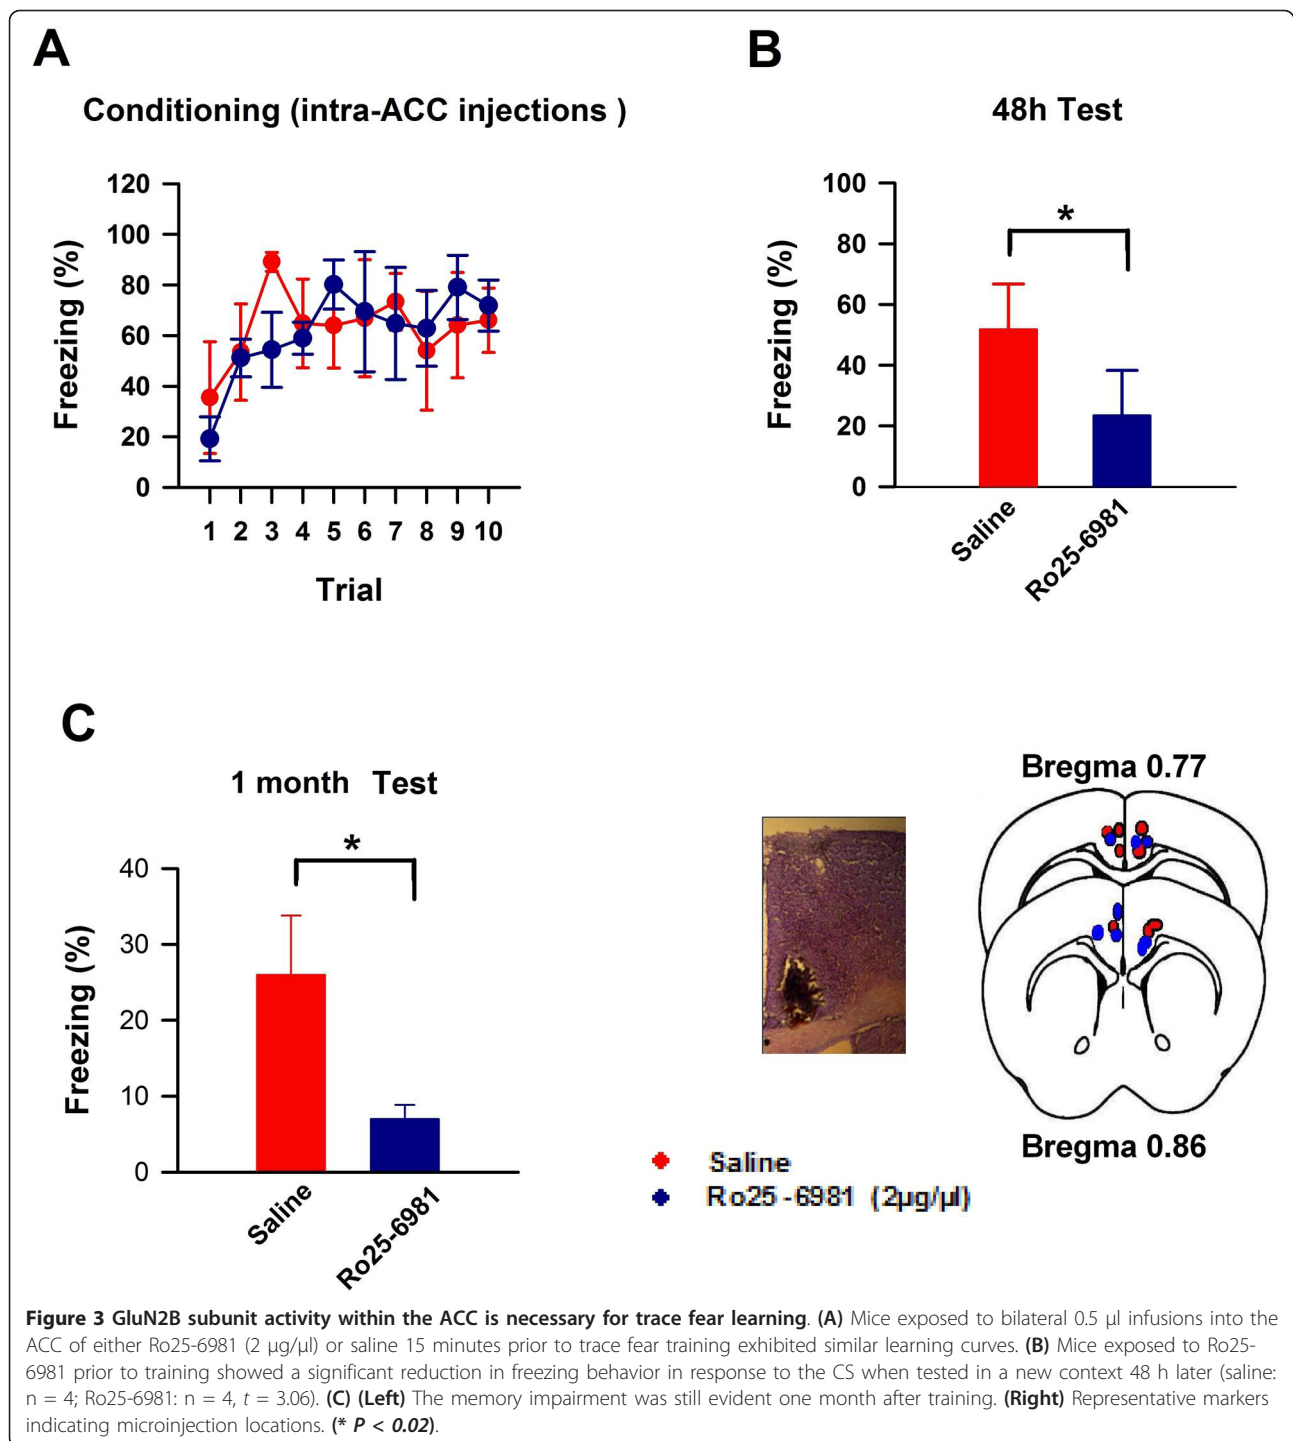 A
Conditioning (intra-ACC injections )
Freezing (%)
120
100
80
60
40
20
0
1 2 3 4 5 6 7 8 9 10
Trial
B
48h Test
*
Freezing (%)
100
80
60
40
20
0
Saline
Ro25-6981
C
1 month Test
*
Freezing (%)
40
30
20
10
0
Saline
Ro25-6981
Bregma 0.77
Bregma 0.86
Saline
Ro25-6981 (2µg/µl)
Figure 3 GluN2B subunit activity within the ACC is necessary for trace fear learning. (A) Mice exposed to bilateral 0.5 µl infusions into the
ACC of either Ro25-6981 (2 µg/µl) or saline 15 minutes prior to trace fear training exhibited similar learning curves. (B) Mice exposed to Ro25-
6981 prior to training showed a significant reduction in freezing behavior in response to the CS when tested in a new context 48 h later (saline:
n = 4; Ro25-6981: n = 4, t = 3.06). (C) (Left) The memory impairment was still evident one month after training. (Right) Representative markers
indicating microinjection locations. (* P < 0.02).